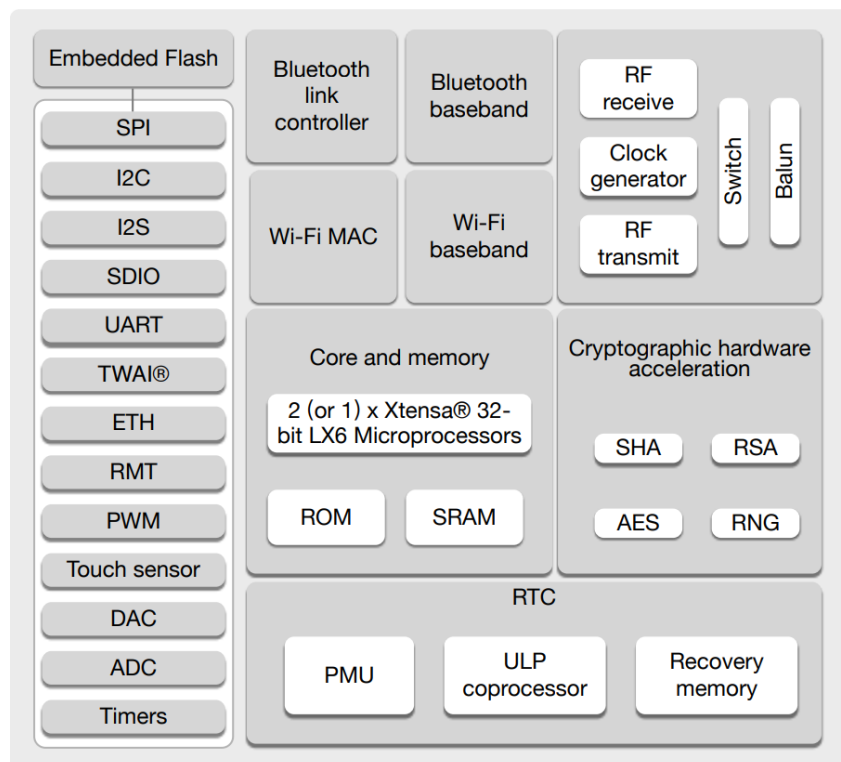 Embedded Flash
SPI
I2C
I2S
SDIO
UART
TWAI®
ETH
RMT
PWM
Touch sensor
DAC
ADC
Timers
Bluetooth
link
controller
Bluetooth
baseband
Wi-Fi MAC
Wi-Fi
baseband
RF
receive
Clock
generator
RF
transmit
Switch
Balun
Core and memory
2 (or 1) x Xtensa® 32-
bit LX6 Microprocessors
ROM
SRAM
Cryptographic hardware
acceleration
SHA
RSA
AES
RNG
RTC
PMU
ULP
coprocessor
Recovery
memory